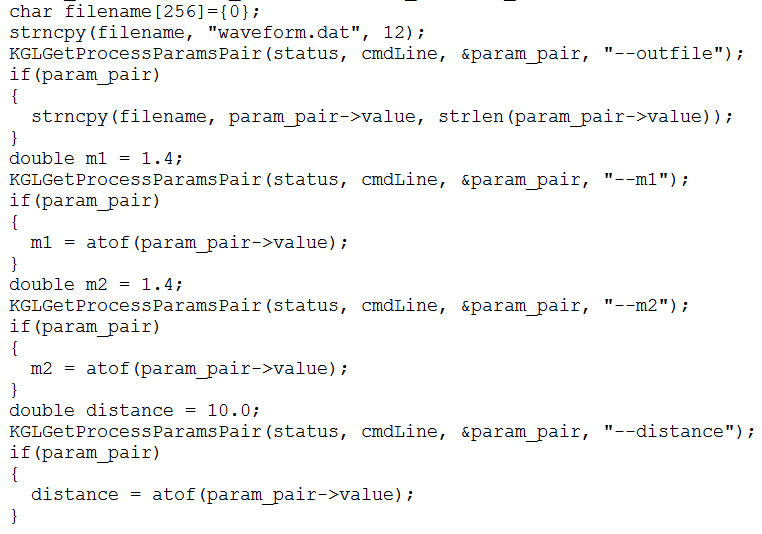 char filename[256]={0};
strncpy(filename, "waveform.dat", 12);
KGLGetProcessParamsPair(status, cmdLine, &param_pair, "--outfile");
if(param_pair)
{
  strncpy(filename, param_pair->value, strlen(param_pair->value));
}
double m1 = 1.4;
KGLGetProcessParamsPair(status, cmdLine, &param_pair, "--m1");
if(param_pair)
{
  m1 = atof(param_pair->value);
}
double m2 = 1.4;
KGLGetProcessParamsPair(status, cmdLine, &param_pair, "--m2");
if(param_pair)
{
  m2 = atof(param_pair->value);
}
double distance = 10.0;
KGLGetProcessParamsPair(status, cmdLine, &param_pair, "--distance");
if(param_pair)
{
  distance = atof(param_pair->value);
}